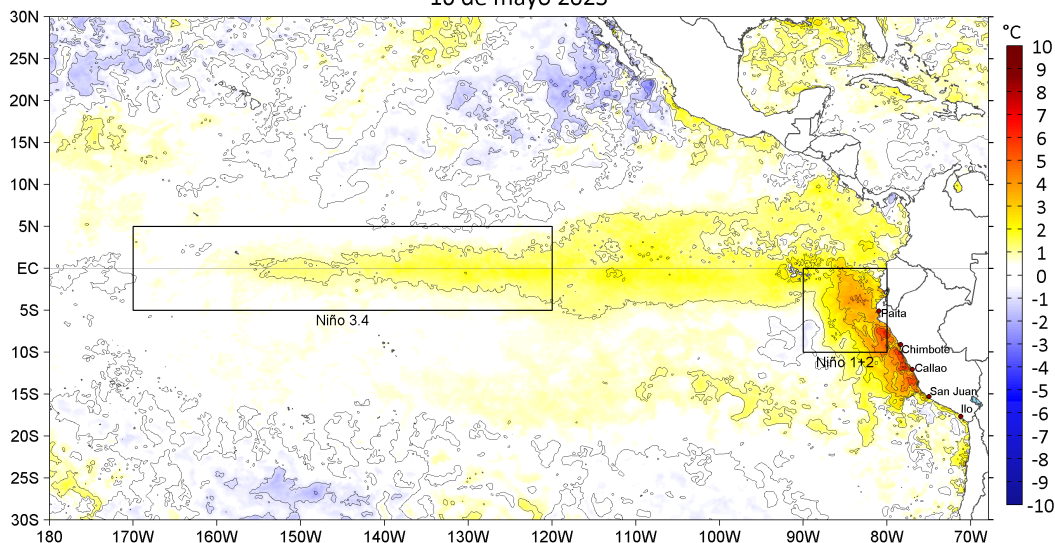 de mayo
30N
25N
20N
15N
10N
5N
EC
5S
10S
15S
20S
25S
30S
180 170W 160W 150W 140W 130W 120W 110W 100W 90W 80W 70W
Niño 3.4
Niño 1+2
Paita
Chimbote
Callao
San Juan
Ilo
°C
10
9
8
7
6
5
4
3
2
1
0
-1
-2
-3
-4
-5
-6
-7
-8
-9
-10